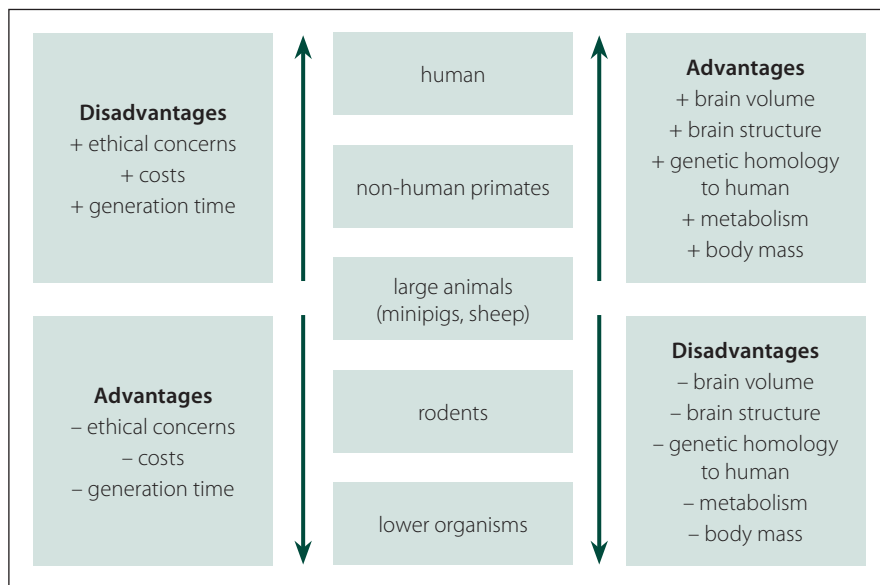 Disadvantages
+ ethical concerns
+ costs
+ generation time
Advantages
– ethical concerns
– costs
– generation time
human
non-human primates
large animals
(minipigs, sheep)
rodents
lower organisms
Advantages
+ brain volume
+ brain structure
+ genetic homology
to human
+ metabolism
+ body mass
Disadvantages
– brain volume
– brain structure
– genetic homology
to human
– metabolism
– body mass